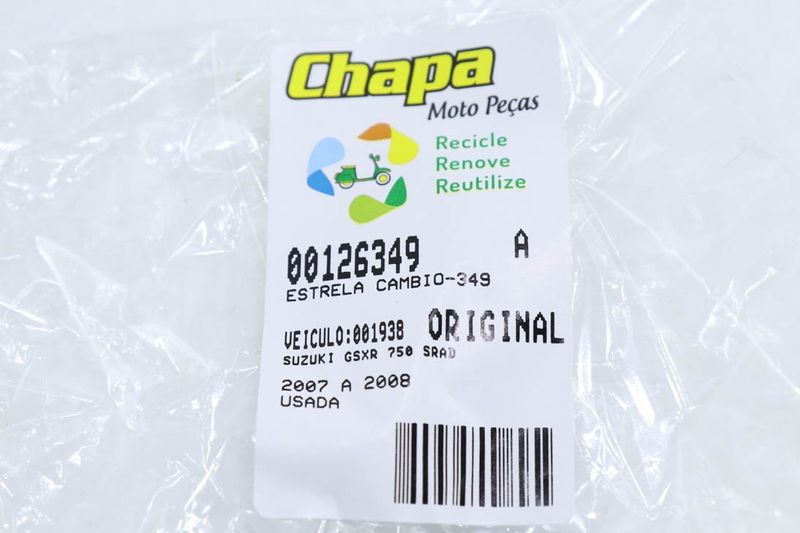 Chapa
Moto Peças
Recicle
Renove
Reutilize
00126349 A
ESTRELA CAMBIO-349
VEICULO:001938 ORIGINAL
SUZUKI GSXR 750 SRAD
2007 A 2008
USADA